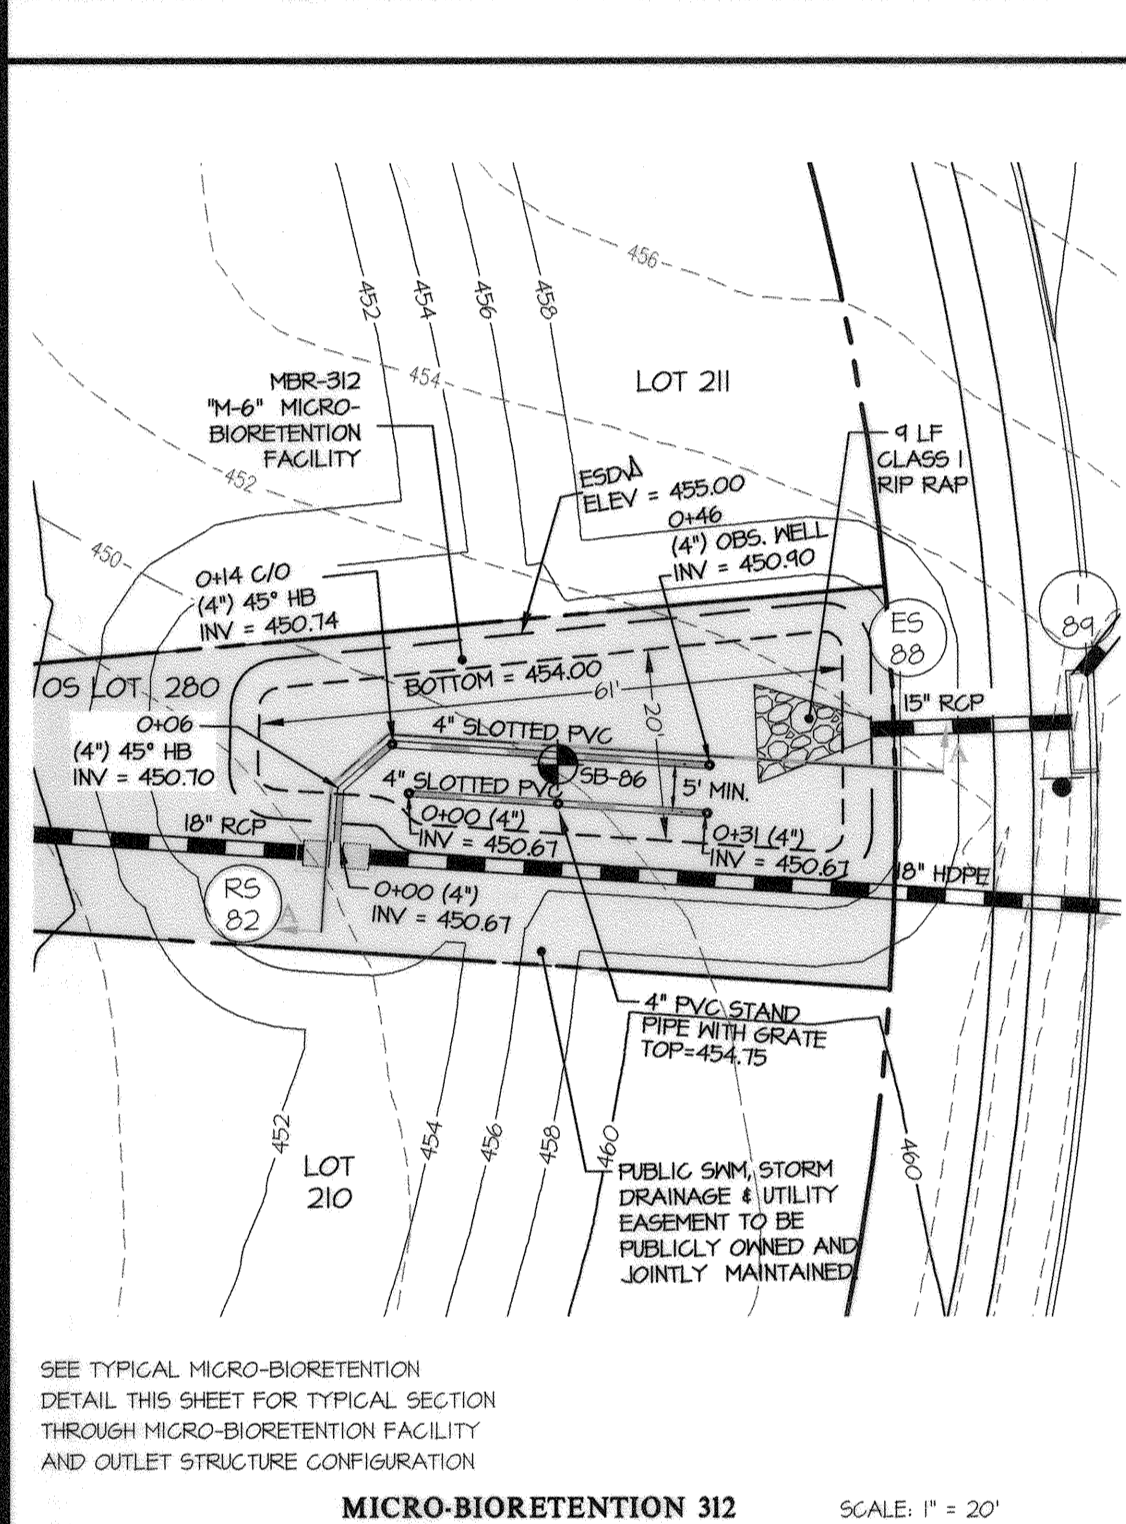 456
452
454
456
458
454
452
450
LOT 211
MBR-312
"M-6" MICRO-
BIORETENTION
FACILITY
9 LF
CLASS I
RIP RAP
ESDV
ELEV = 455.00
0+46
(4") OBS. WELL
INV = 450.90
0+14 C/O
(4") 45° HB
INV = 450.74
ES
88
89
OS LOT 280
BOTTOM = 454.00
61'
20'
15" RCP
A
0+06
(4") 45° HB
INV = 450.70
4" SLOTTED PVC
SB-86
4" SLOTTED PVC
5' MIN.
0+00 (4")
INV = 450.67
0+31 (4")
INV = 450.67
18" RCP
18" HDPE
RS
82
A
0+00 (4")
INV = 450.67
4" PVC STAND
PIPE WITH GRATE
TOP=454.75
452
454
456
458
460
460
LOT
210
PUBLIC SWM, STORM
DRAINAGE & UTILITY
EASEMENT TO BE
PUBLICLY OWNED AND
JOINTLY MAINTAINED.
SEE TYPICAL MICRO-BIORETENTION
DETAIL THIS SHEET FOR TYPICAL SECTION
THROUGH MICRO-BIORETENTION FACILITY
AND OUTLET STRUCTURE CONFIGURATION
MICRO-BIORETENTION 312
SCALE: 1" = 20'